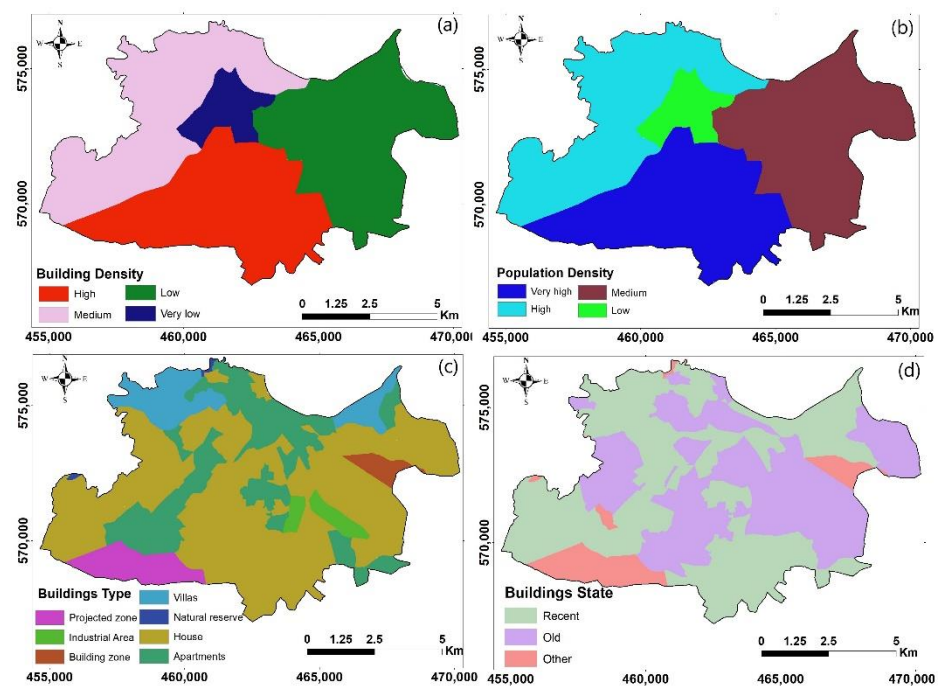 (a)
N
W E
S
575,000
570,000
Building Density
High Low
Medium Very low
0 1.25 2.5 5
Km
455,000 460,000 465,000 470,000
(b)
N
W E
S
575,000
570,000
Population Density
Very high Medium
High Low
0 1.25 2.5 5
Km
455,000 460,000 465,000 470,000
(c)
N
W E
S
575,000
570,000
Buildings Type
Projected zone
Industrial Area
Building zone
Villas
Natural reserve
House
Apartments
0 1.25 2.5 5
Km
455,000 460,000 465,000 470,000
(d)
N
W E
S
575,000
570,000
Buildings State
Recent
Old
Other
0 1.25 2.5 5
Km
455,000 460,000 465,000 470,000